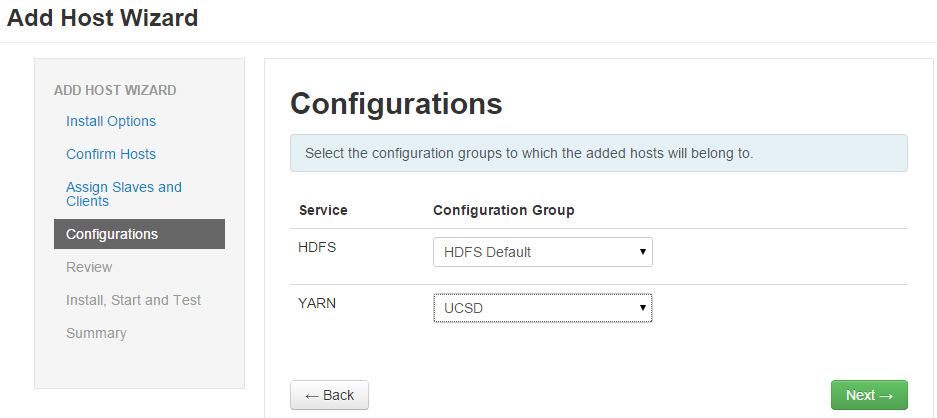 Add Host Wizard
ADD HOST WIZARD
Install Options
Confirm Hosts
Assign Slaves and
Clients
Configurations
Review
Install, Start and Test
Summary
Configurations
Select the configuration groups to which the added hosts will belong to.
Service Configuration Group
HDFS HDFS Default
YARN UCSD
← Back Next →